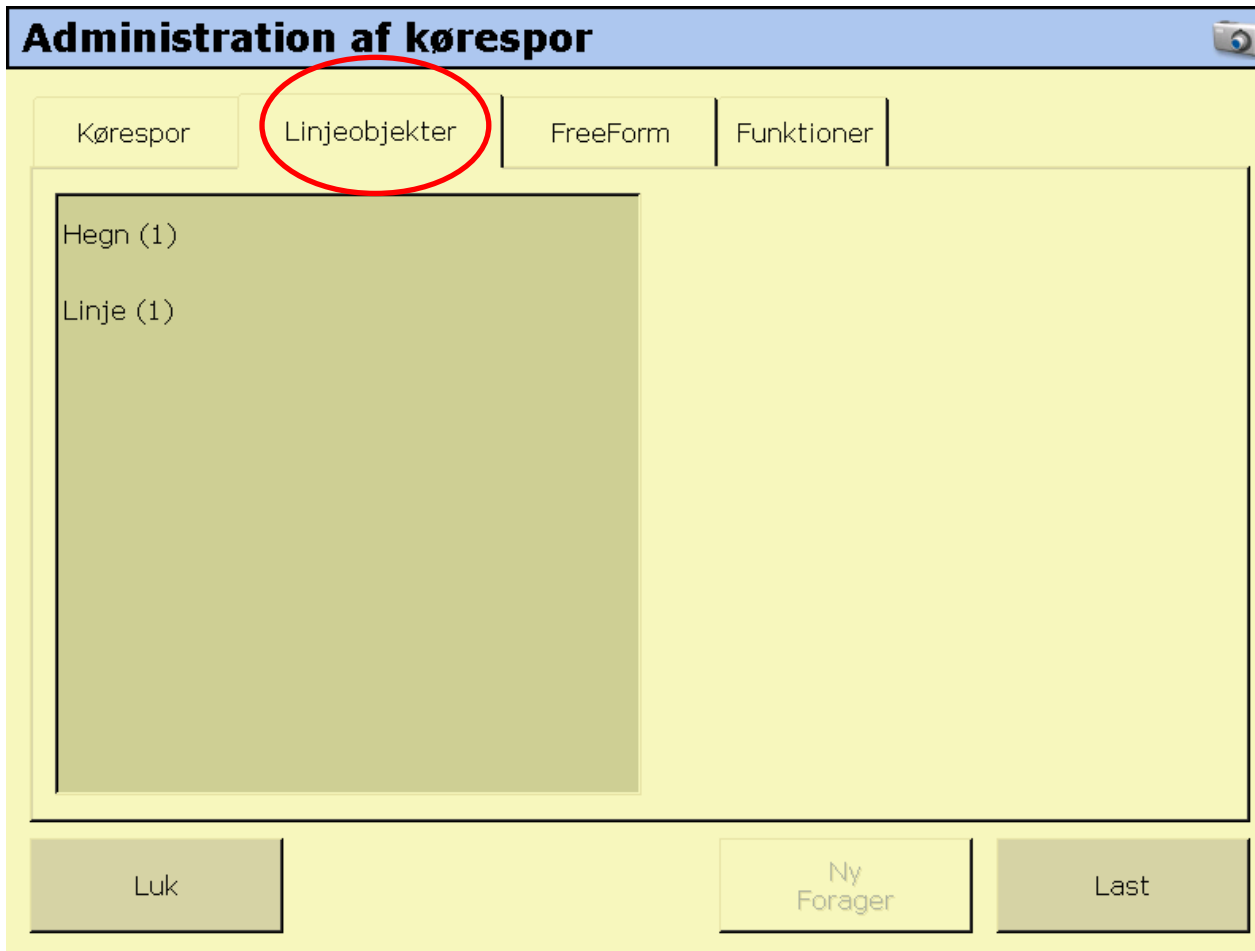 Administration af kørespor
Kørespor
Linjeobjekter
FreeForm
Funktioner
Hegn (1)
Linje (1)
Luk
Ny
Forager
Last